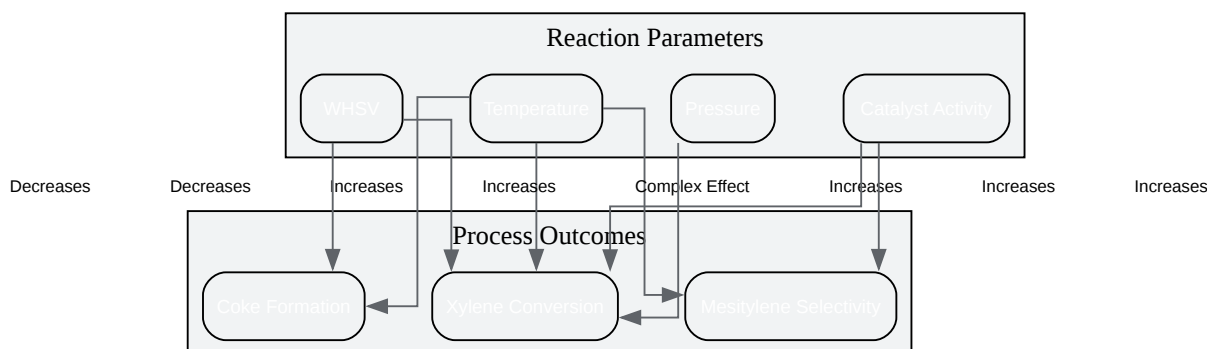 Reaction Parameters
WHSV
Temperature
Pressure
Catalyst Activity
Decreases
Decreases
Increases
Increases
Complex Effect
Increases
Increases
Increases
Process Outcomes
Coke Formation
Xylene Conversion
Mesitylene Selectivity